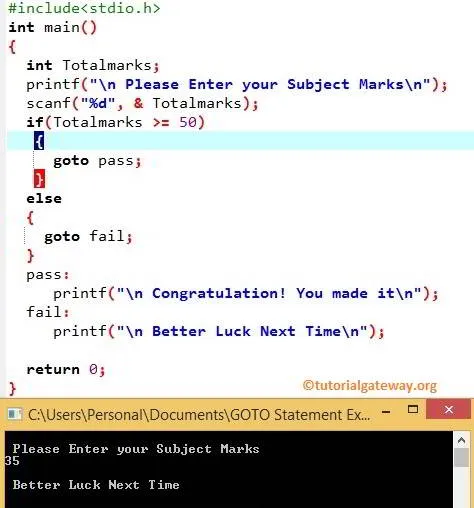 #include<stdio.h>
int main()
{
int Totalmarks;
printf("\n Please Enter your Subject Marks\n");
scanf("%d", & Totalmarks);
if(Totalmarks >= 50)
{
goto pass;
}
else
{
goto fail;
}
pass:
printf("\n Congratulation! You made it\n");
fail:
printf("\n Better Luck Next Time\n");
return 0;
}
©tutorialgateway.org
C:\Users\Personal\Documents\GOTO Statement Ex...
Please Enter your Subject Marks
35
Better Luck Next Time